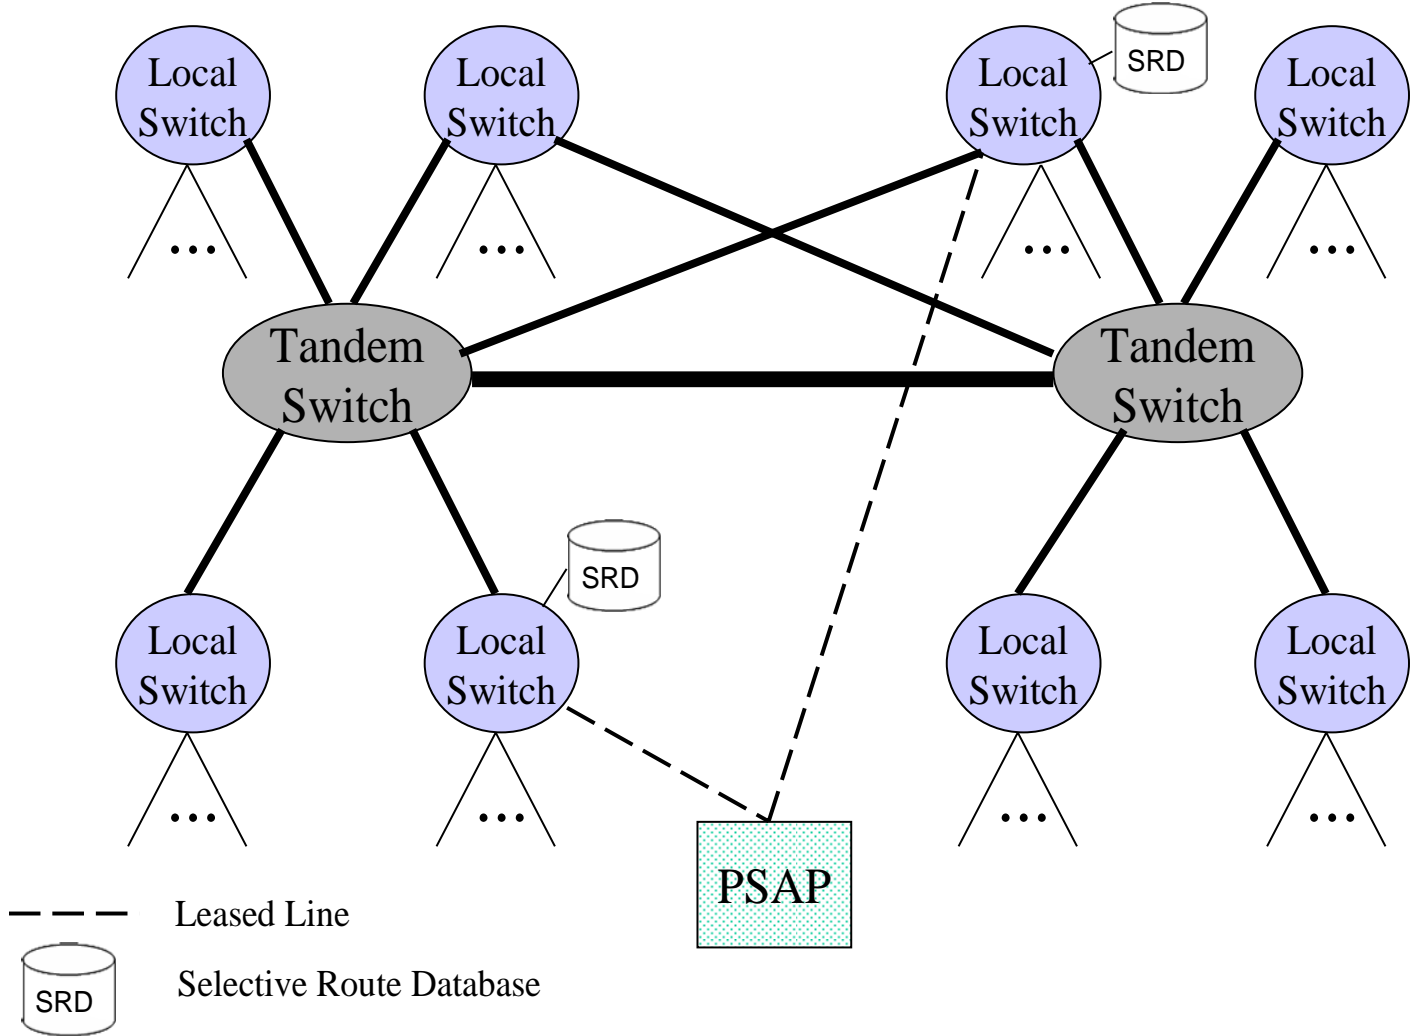 Local
Switch
Local
Switch
Local
Switch
SRD
Local
Switch
...
...
...
...
Tandem
Switch
Tandem
Switch
SRD
Local
Switch
Local
Switch
Local
Switch
Local
Switch
...
...
...
...
PSAP
Leased Line
SRD
Selective Route Database